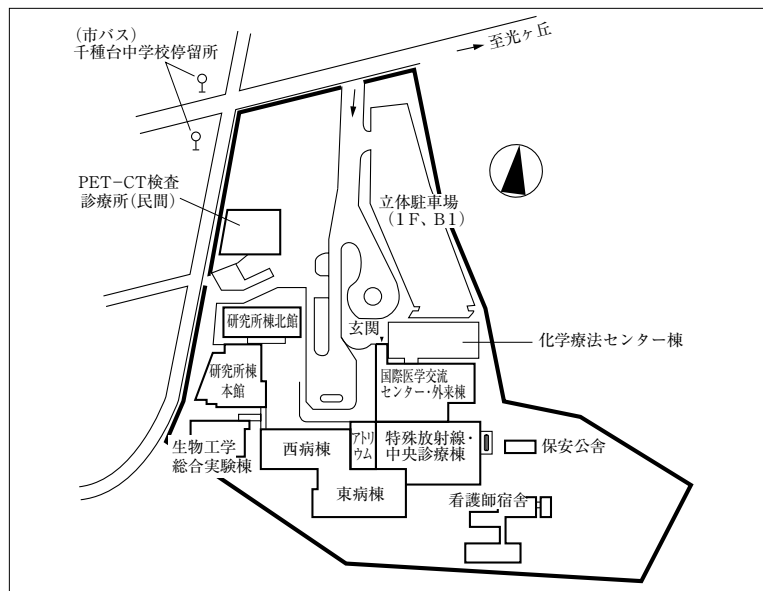 (市バス)
千種台中学校停留所
至光ヶ丘
PET−CT検査
診療所(民間)
立体駐車場
(1F、B1)
研究所棟北館
玄関
化学療法センター棟
研究所棟
本館
国際医学交流
センター・外来棟
生物工学
総合実験棟
西病棟
アトリ
ウム
特殊放射線・
中央診療棟
保安公舎
東病棟
看護師宿舎